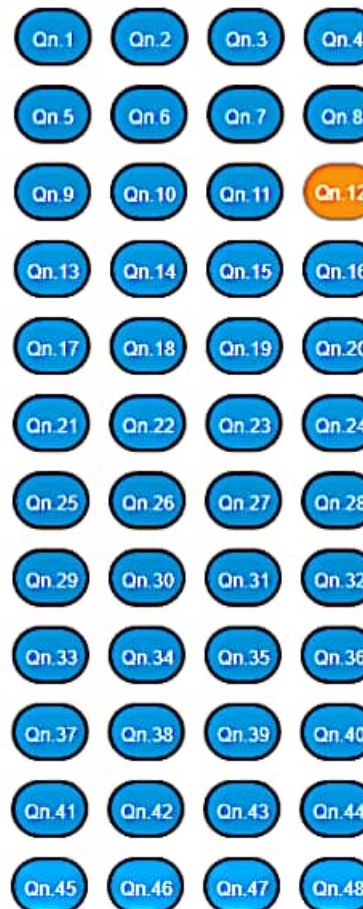 Qn.1 Qn.2 Qn.3 Qn.4
Qn.5 Qn.6 Qn.7 Qn.8
Qn.9 Qn.10 Qn.11 Qn.12
Qn.13 Qn.14 Qn.15 Qn.16
Qn.17 Qn.18 Qn.19 Qn.20
Qn.21 Qn.22 Qn.23 Qn.24
Qn.25 Qn.26 Qn.27 Qn.28
Qn.29 Qn.30 Qn.31 Qn.32
Qn.33 Qn.34 Qn.35 Qn.36
Qn.37 Qn.38 Qn.39 Qn.40
Qn.41 Qn.42 Qn.43 Qn.44
Qn.45 Qn.46 Qn.47 Qn.48